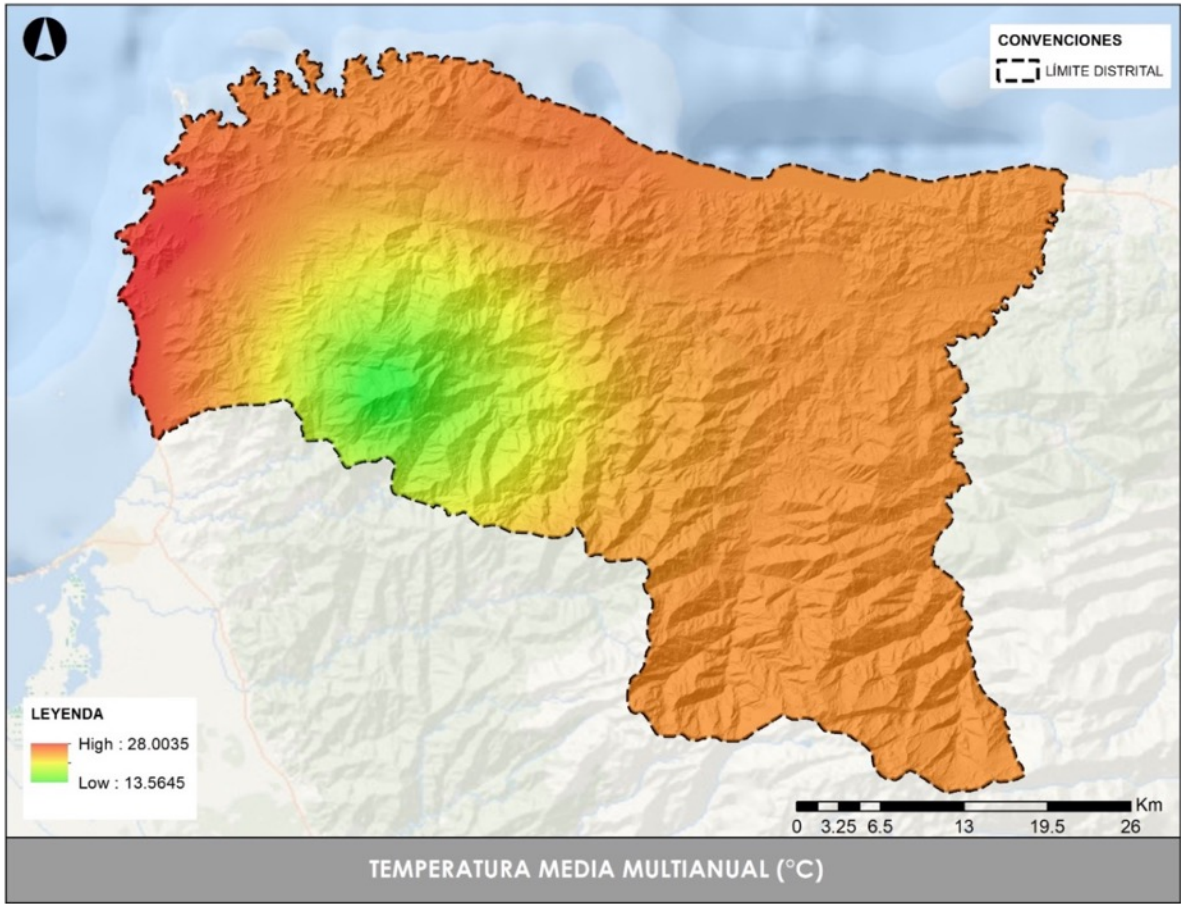 CONVENCIONES
LÍMITE DISTRITAL
LEYENDA
High : 28.0035
Low : 13.5645
Km
0 3.25 6.5 13 19.5 26
TEMPERATURA MEDIA MULTIANUAL (°C)